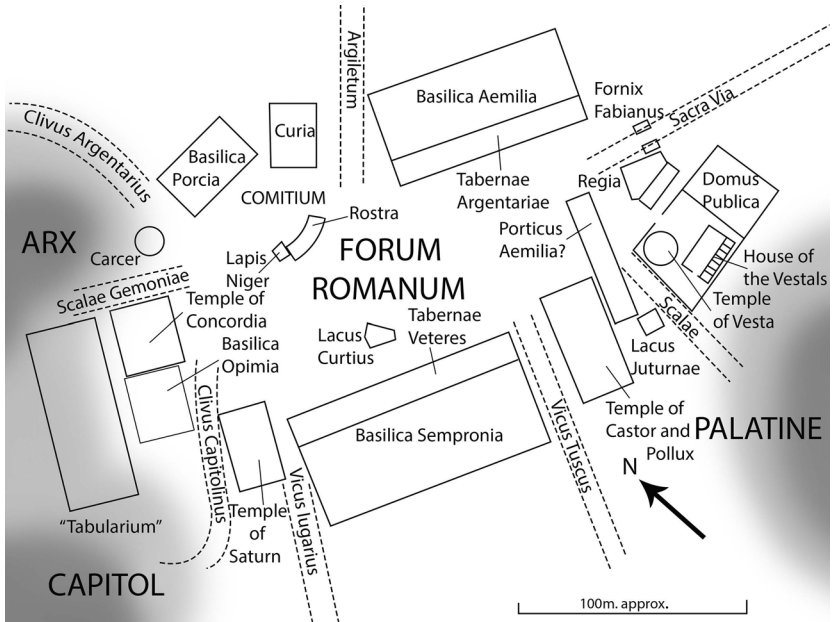 Argiletum
Basilica Aemilia
Fornix
Fabianus
Sacra Via
Clivus Argentarius
Curia
Basilica
Porcia
Tabernae
Argentariae
Regia
Domus
Publica
COMITIUM
Rostra
Porticus
Aemilia?
ARX
Carcer
Lapis
Niger
FORUM
ROMANUM
House of
the Vestals
Scalae Gemoniae
Temple of
Concordia
Temple
of Vesta
Scalae
Basilica
Opimia
Lacus
Curtius
Tabernae
Veteres
Lacus
Juturnae
Clivus Capitolinus
Basilica Sempronia
Vicus Tuscus
Temple of
Castor and
Pollux
PALATINE
N
Vicus Iugarius
Temple
of
Saturn
"Tabularium"
CAPITOL
100m. approx.